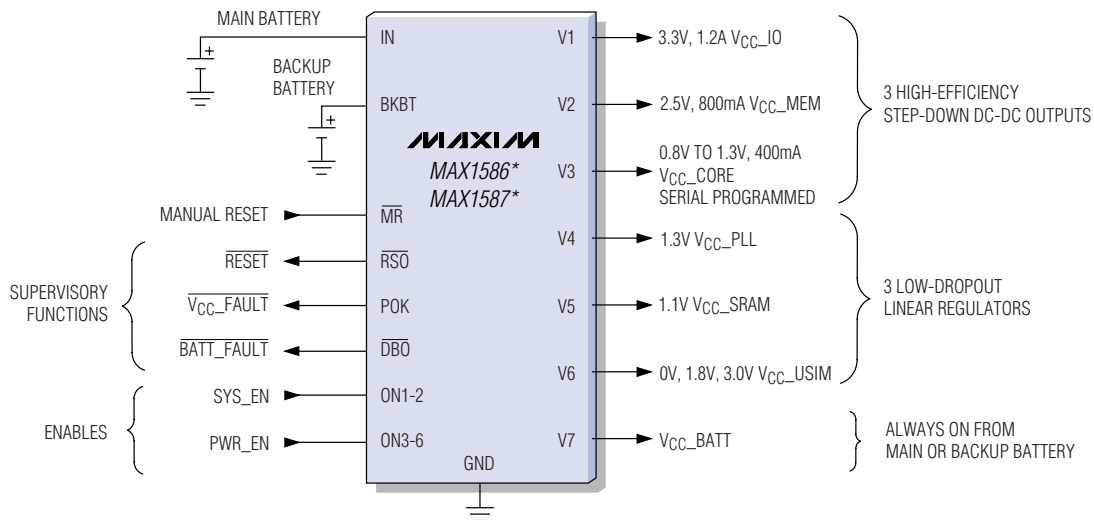 MAIN BATTERY
IN
V1
3.3V, 1.2A VCC_IO
BACKUP
BATTERY
BKBT
V2
2.5V, 800mA VCC_MEM
3 HIGH-EFFICIENCY
STEP-DOWN DC-DC OUTPUTS
MAXIM
MAX1586*
MAX1587*
V3
0.8V TO 1.3V, 400mA
VCC_CORE
SERIAL PROGRAMMED
MANUAL RESET
MR
V4
1.3V VCC_PLL
SUPERVISORY
FUNCTIONS
RESET
RSO
VCC_FAULT
POK
V5
1.1V VCC_SRAM
3 LOW-DROPOUT
LINEAR REGULATORS
BATT_FAULT
DBO
V6
0V, 1.8V, 3.0V VCC_USIM
ENABLES
SYS_EN
ON1-2
PWR_EN
ON3-6
V7
VCC_BATT
ALWAYS ON FROM
MAIN OR BACKUP BATTERY
GND